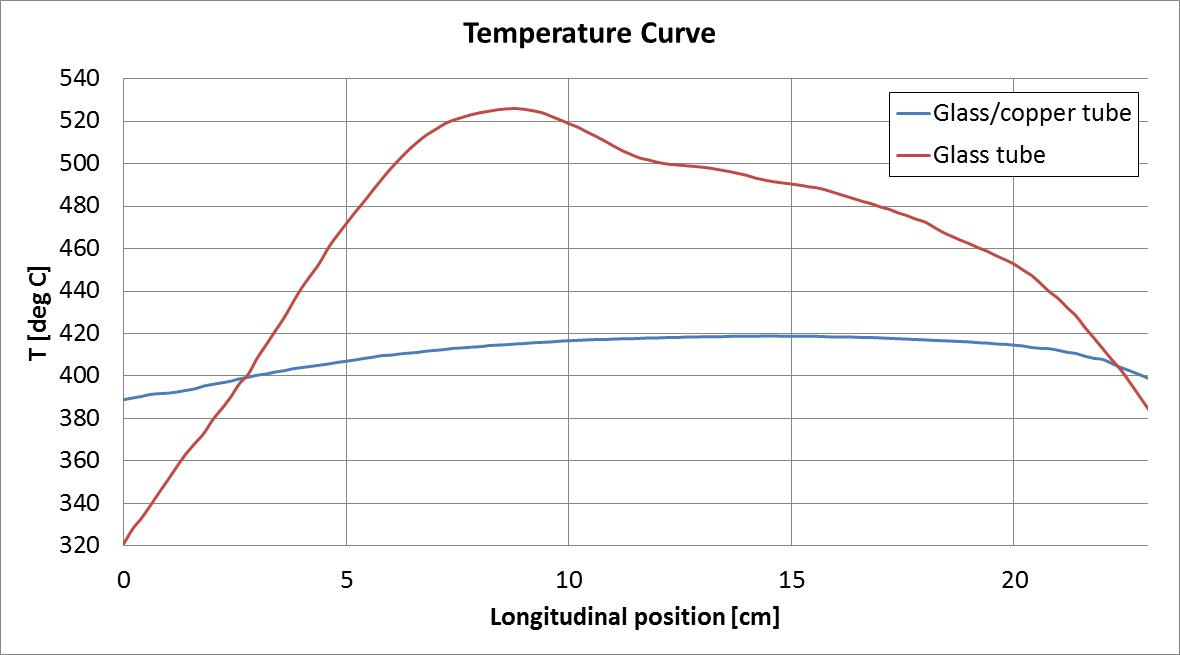 Temperature Curve
540
520
500
480
460
440
420
400
380
360
340
320
T [deg C]
Glass/copper tube
Glass tube
0 5 10 15 20
Longitudinal position [cm]